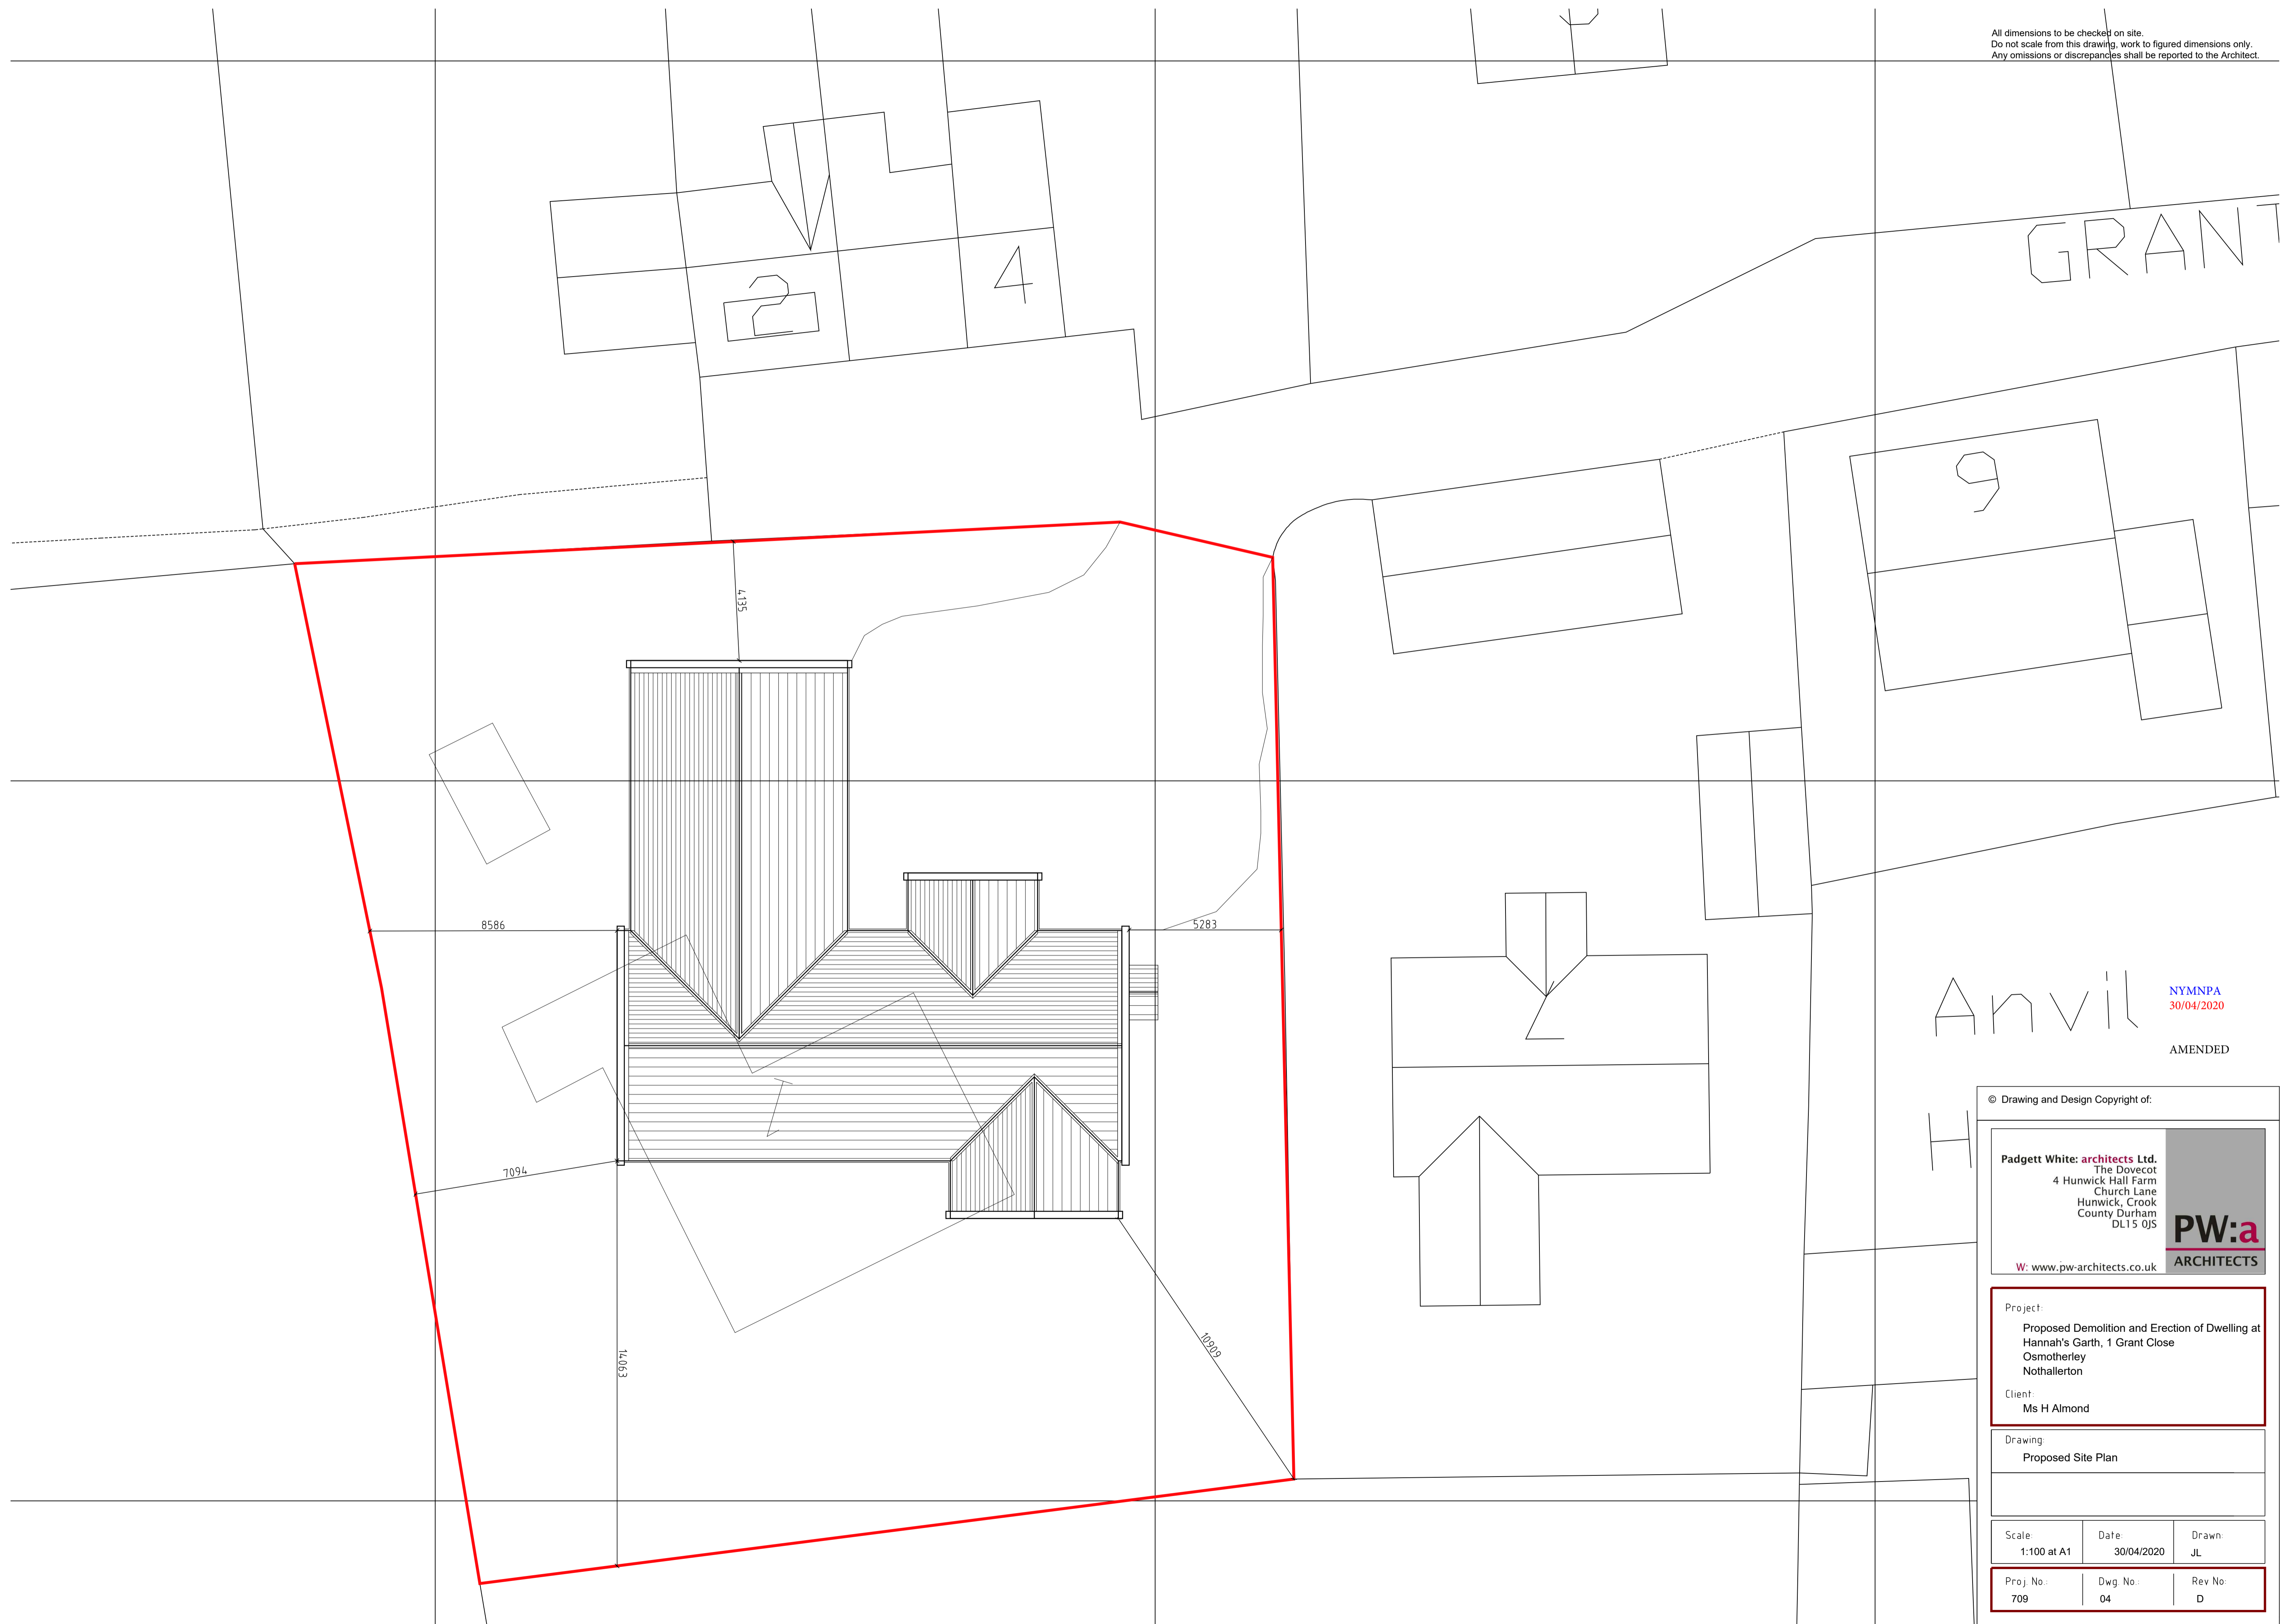 All dimensions to be checked on site.
Do not scale from this drawing, work to figured dimensions only.
Any omissions or discrepancies shall be reported to the Architect.
GRANT
2
4
9
4135
8586
5283
7094
14063
10909
1
2
Anvil
H
NYMNPA
30/04/2020
AMENDED
© Drawing and Design Copyright of:
Padgett White: architects Ltd.
The Dovecot
4 Hunwick Hall Farm
Church Lane
Hunwick, Crook
County Durham
DL15 0JS
W: www.pw-architects.co.uk
PW:a
ARCHITECTS
Project:
Proposed Demolition and Erection of Dwelling at
Hannah's Garth, 1 Grant Close
Osmotherley
Nothallerton
Client:
Ms H Almond
Drawing:
Proposed Site Plan
Scale: Date: Drawn:
1:100 at A1 30/04/2020 JL
Proj. No.: Dwg. No.: Rev No:
709 04 D